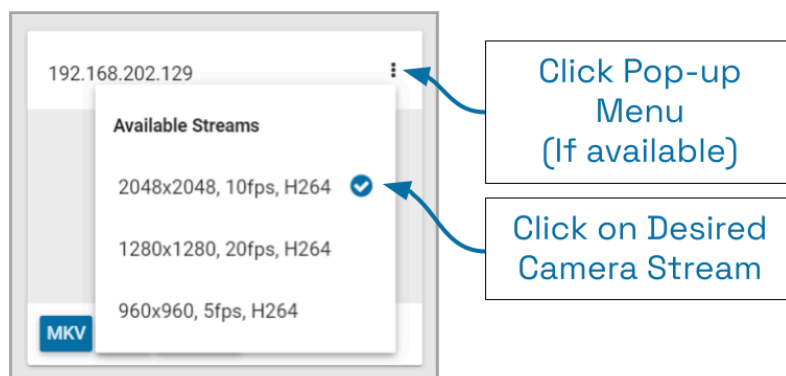 192.168.202.129
Available Streams
2048x2048, 10fps, H264
1280x1280, 20fps, H264
960x960, 5fps, H264
MKV
Click Pop-up
Menu
(If available)
Click on Desired
Camera Stream